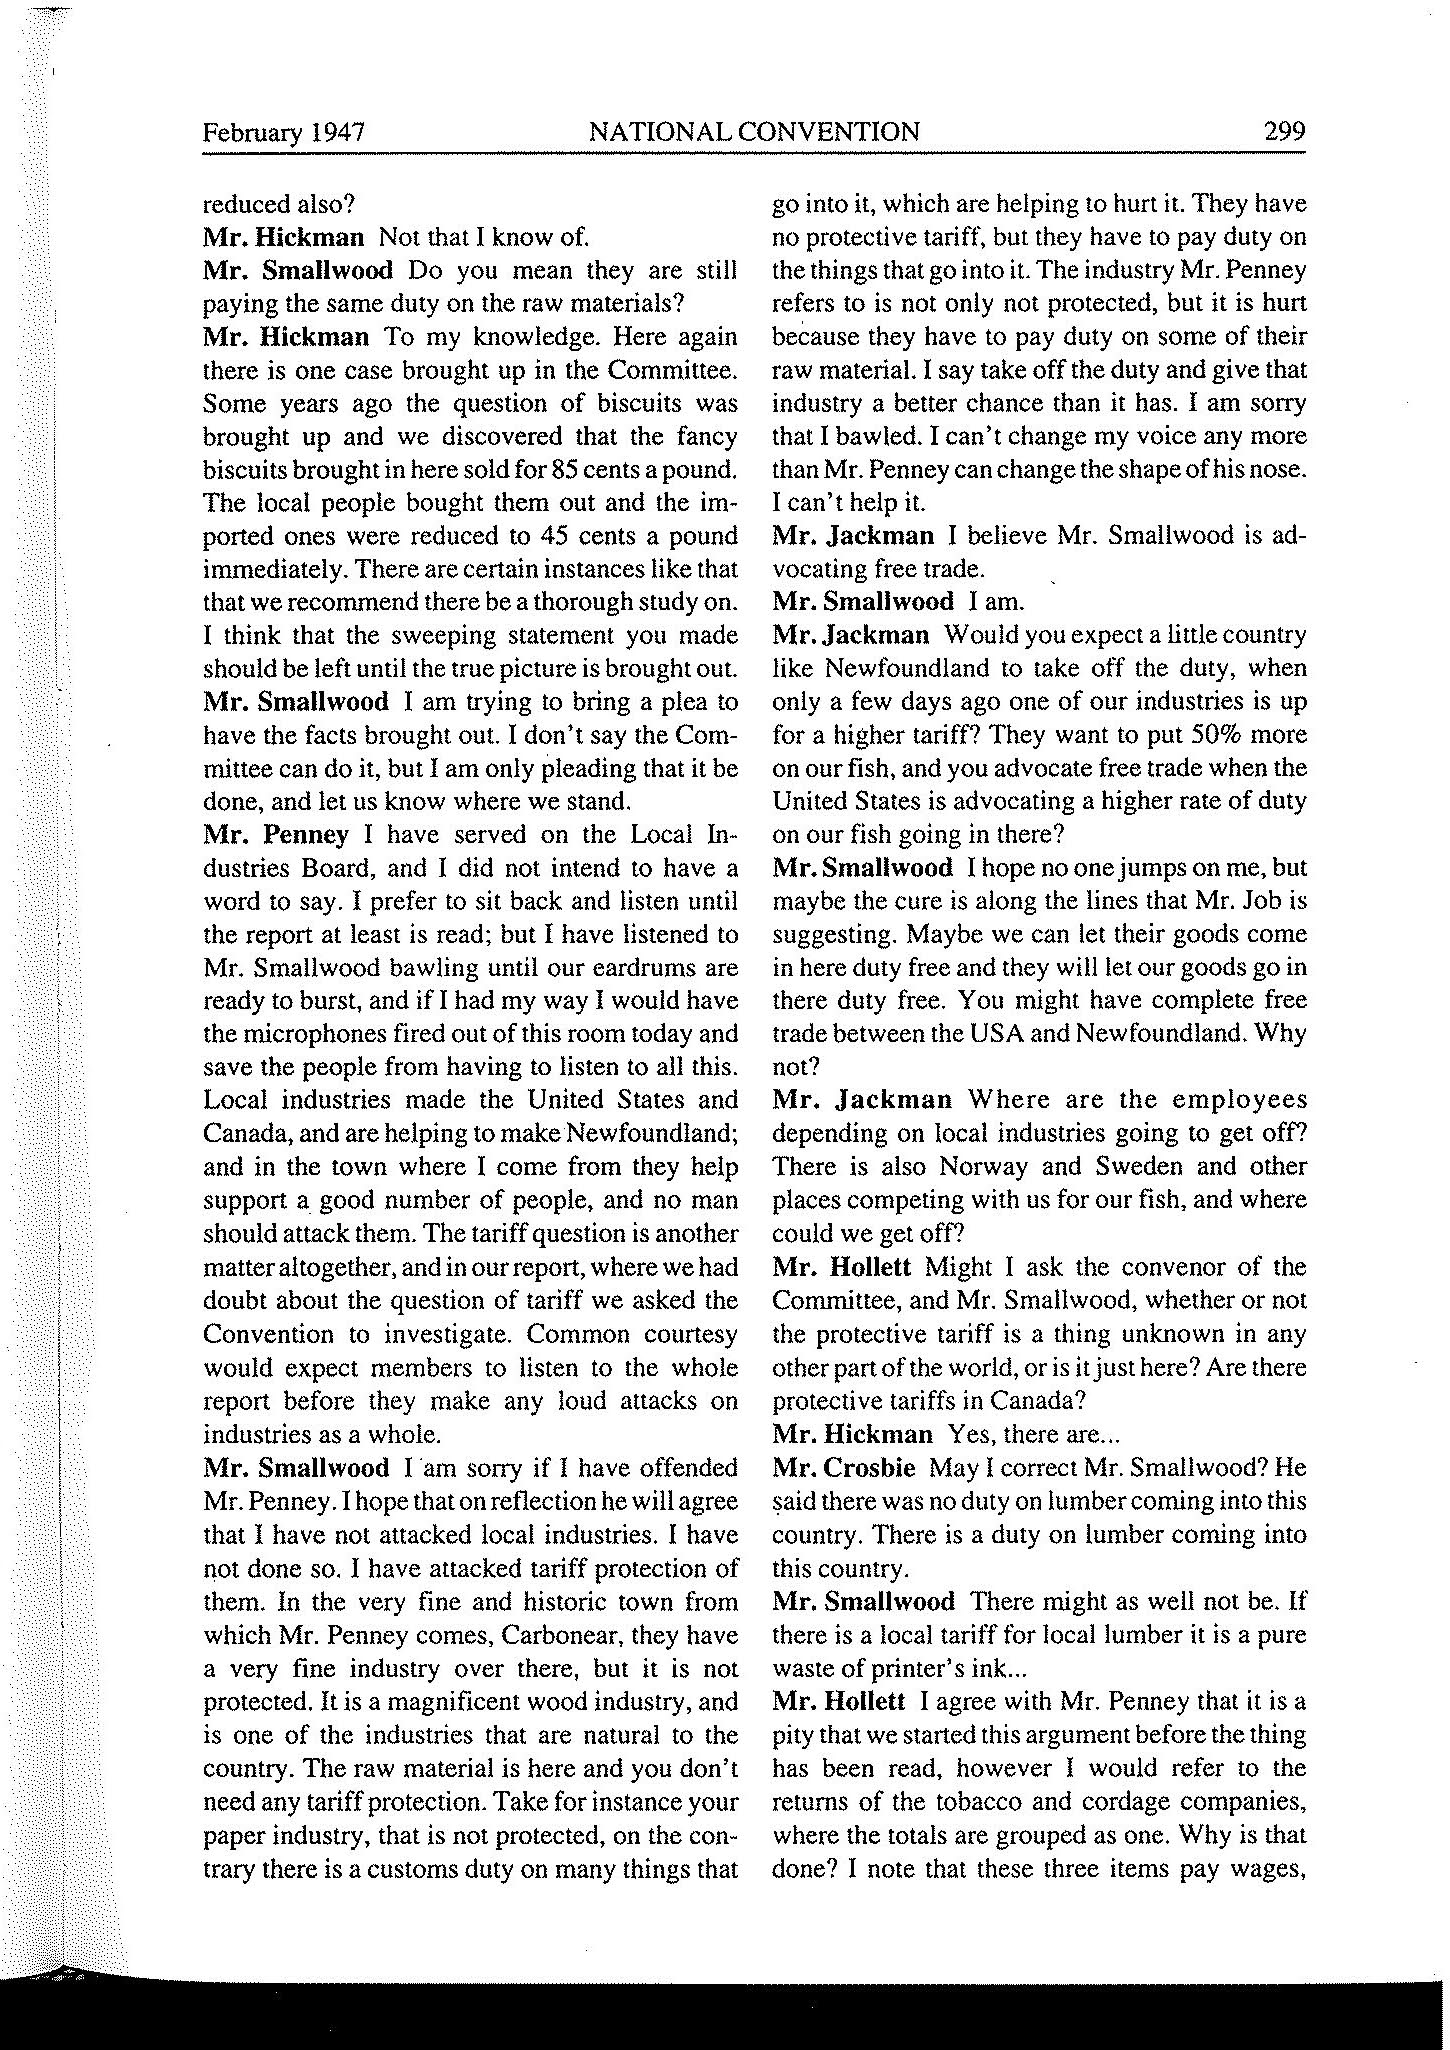 February 1947 NATIONAL CONVENTION 299
reduced also?
Mr. Hickman Not that I know of.
Mr. Smallwood Do you mean they are still
paying the same duty on the raw materials?
Mr. Hickman To my knowledge. Here again
there is one case brought up in the Committee.
Some years ago the question of biscuits was
brought up and we discovered that the fancy
biscuits brought in here sold for 85 cents a pound.
The local people bought them out and the im-
ported ones were reduced to 45 cents a pound
immediately. There are certain instances like that
that we recommend there be a thorough study on.
I think that the sweeping statement you made
should be left until the true picture is brought out.
Mr. Smallwood I am trying to bring a plea to
have the facts brought out. I don't say the Com-
mittee can do it, but I am only pleading that it be
done, and let us know where we stand.
Mr. Penney I have served on the Local In-
dustries Board, and I did not intend to have a
word to say. I prefer to sit back and listen until
the report at least is read; but I have listened to
Mr. Smallwood bawling until our eardrums are
ready to burst, and if I had my way I would have
the microphones fired out of this room today and
save the people from having to listen to all this.
Local industries made the United States and
Canada, and are helping to make Newfoundland;
and in the town where I come from they help
support a good number of people, and no man
should attack them. The tariff question is another
matter altogether, and in our report, where we had
doubt about the question of tariff we asked the
Convention to investigate. Common courtesy
would expect members to listen to the whole
report before they make any loud attacks on
industries as a whole.
Mr. Smallwood I am sorry if I have offended
Mr. Penney. I hope that on reflection he will agree
that I have not attacked local industries. I have
not done so. I have attacked tariff protection of
them. In the very fine and historic town from
which Mr. Penney comes, Carbonear, they have
a very fine industry over there, but it is not
protected. It is a magnificent wood industry, and
is one of the industries that are natural to the
country. The raw material is here and you don't
need any tariff protection. Take for instance your
paper industry, that is not protected, on the con-
trary there is a customs duty on many things that
go into it, which are helping to hurt it. They have
no protective tariff, but they have to pay duty on
the things that go into it. The industry Mr. Penney
refers to is not only not protected, but it is hurt
because they have to pay duty on some of their
raw material. I say take off the duty and give that
industry a better chance than it has. I am sorry
that I bawled. I can't change my voice any more
than Mr. Penney can change the shape of his nose.
I can't help it.
Mr. Jackman I believe Mr. Smallwood is ad-
vocating free trade.
Mr. Smallwood I am.
Mr. Jackman Would you expect a little country
like Newfoundland to take off the duty, when
only a few days ago one of our industries is up
for a higher tariff? They want to put 50% more
on our fish, and you advocate free trade when the
United States is advocating a higher rate of duty
on our fish going in there?
Mr. Smallwood I hope no one jumps on me, but
maybe the cure is along the lines that Mr. Job is
suggesting. Maybe we can let their goods come
in here duty free and they will let our goods go in
there duty free. You might have complete free
trade between the USA and Newfoundland. Why
not?
Mr. Jackman Where are the employees
depending on local industries going to get off?
There is also Norway and Sweden and other
places competing with us for our fish, and where
could we get off?
Mr. Hollett Might I ask the convenor of the
Committee, and Mr. Smallwood, whether or not
the protective tariff is a thing unknown in any
other part of the world, or is it just here? Are there
protective tariffs in Canada?
Mr. Hickman Yes, there are...
Mr. Crosbie May I correct Mr. Smallwood? He
said there was no duty on lumber coming into this
country. There is a duty on lumber coming into
this country.
Mr. Smallwood There might as well not be. If
there is a local tariff for local lumber it is a pure
waste of printer's ink...
Mr. Hollett I agree with Mr. Penney that it is a
pity that we started this argument before the thing
has been read, however I would refer to the
returns of the tobacco and cordage companies,
where the totals are grouped as one. Why is that
done? I note that these three items pay wages,